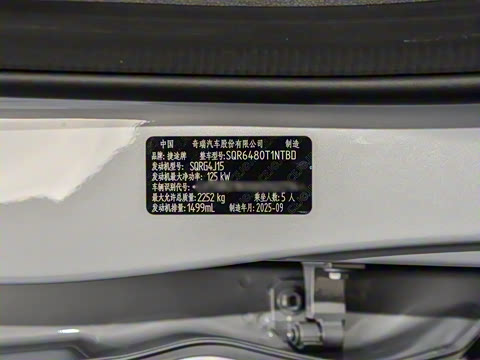 中国 奇瑞汽车股份有限公司 制造
品牌: 捷途牌 整车型号: SQR6480T1NTBD
发动机型号: SQRG4J15
发动机最大净功率: 125 kW
车辆识别代号: *
最大允许总质量: 2252 kg 乘坐人数: 5 人
发动机排量: 1499mL 制造年月: 2025-09